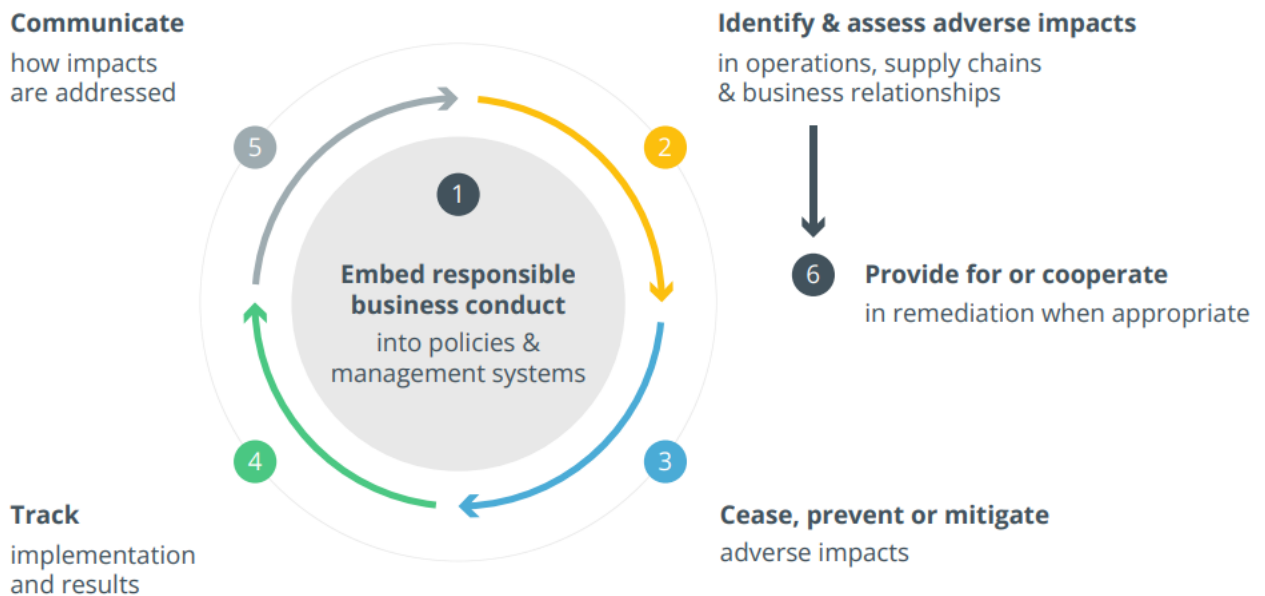 Communicate
how impacts
are addressed
5
Identify & assess adverse impacts
in operations, supply chains
& business relationships
2
1
Embed responsible
business conduct
into policies &
management systems
6
Provide for or cooperate
in remediation when appropriate
4
Track
implementation
and results
3
Cease, prevent or mitigate
adverse impacts